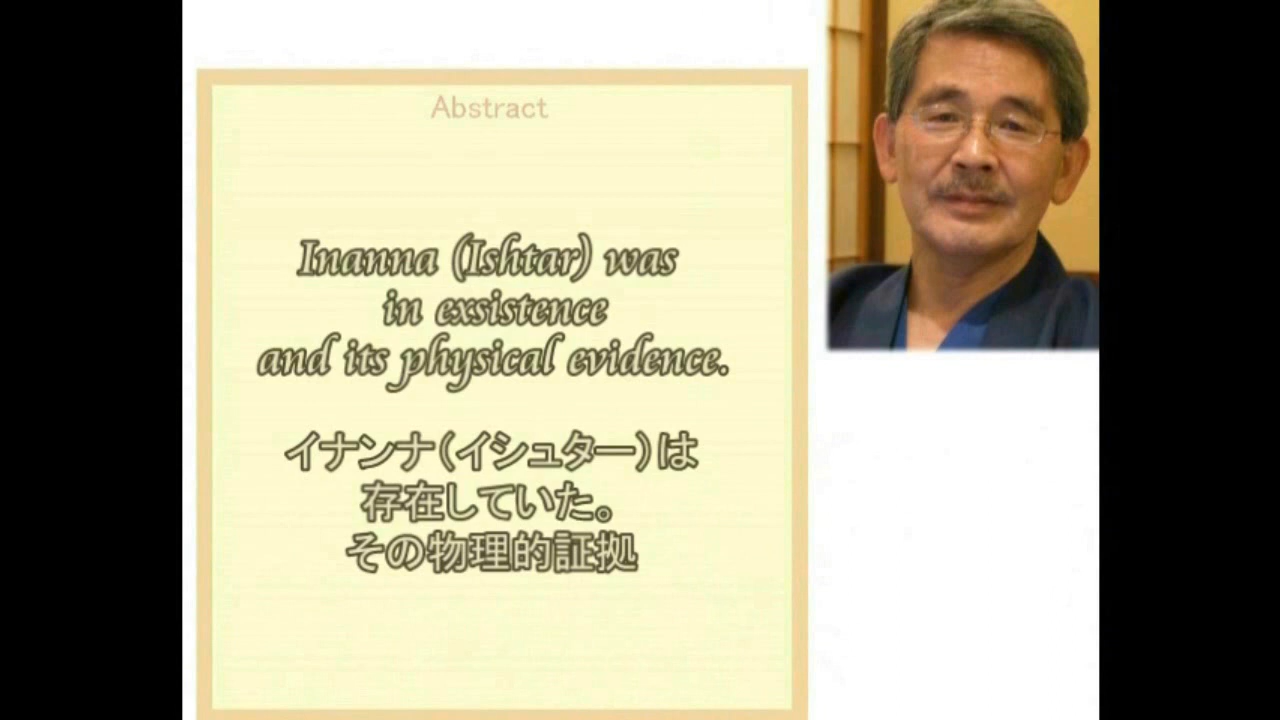 Abstract
Inanna (Ishtar) was
in exsistence
and its physical evidence.
イナンナ(イシュター)は
存在していた。
その物理的証拠